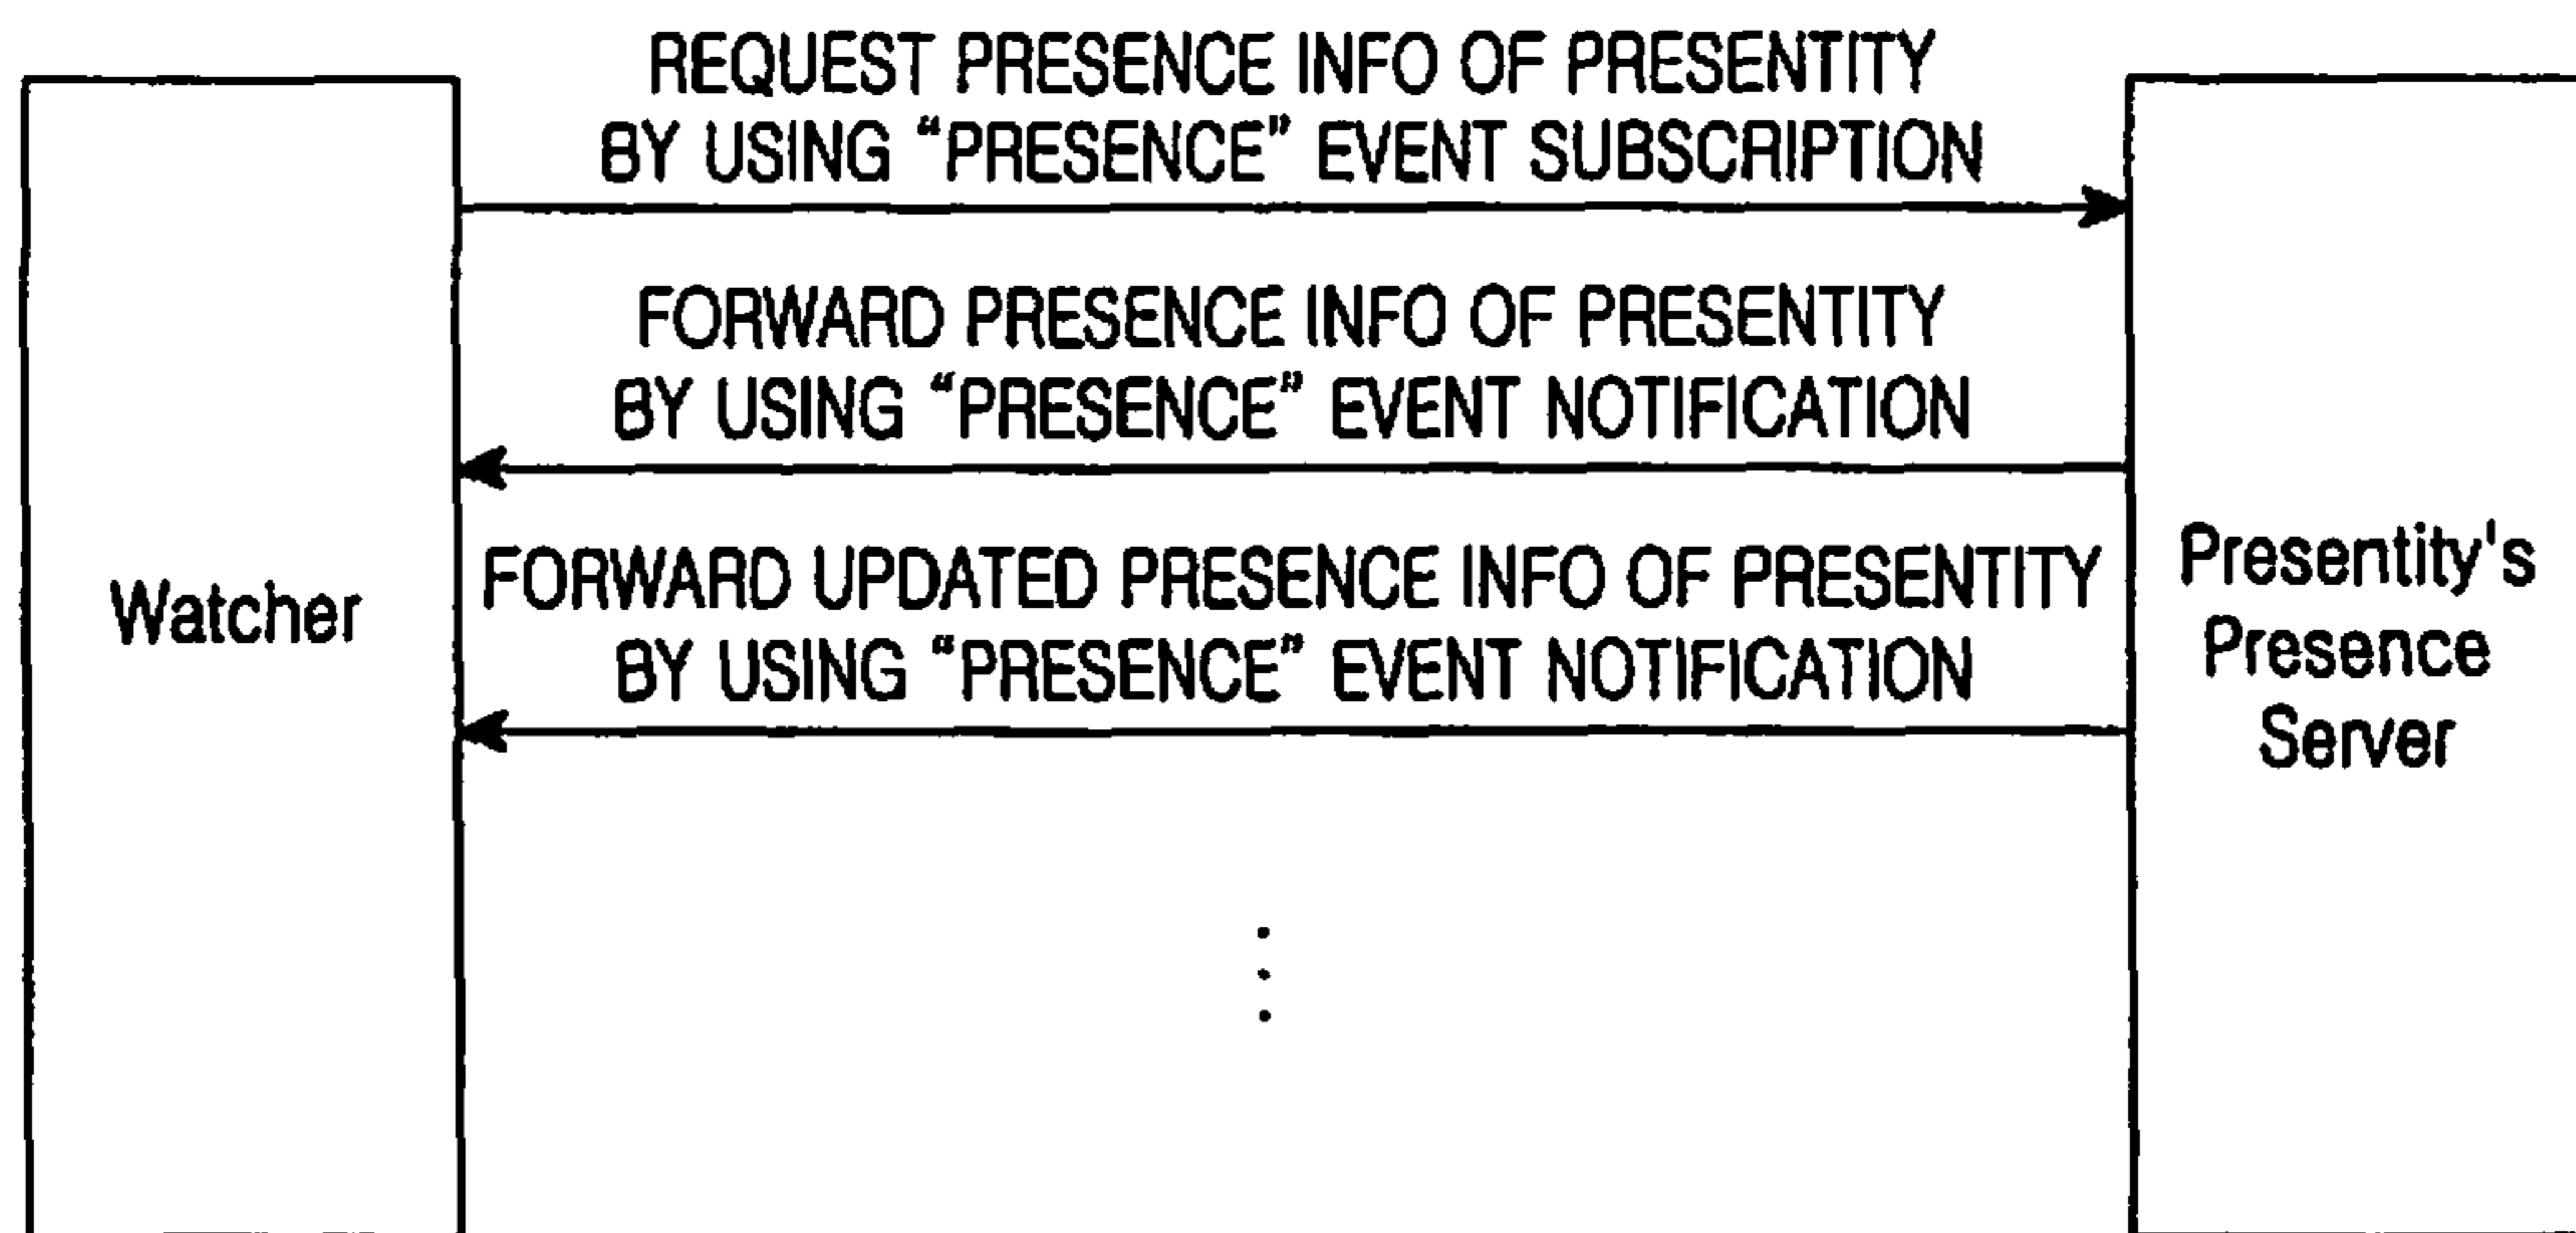 REQUEST PRESENCE INFO OF PRESENTITY
BY USING “PRESENCE” EVENT SUBSCRIPTION
FORWARD PRESENCE INFO OF PRESENTITY
BY USING “PRESENCE” EVENT NOTIFICATION
FORWARD UPDATED PRESENCE INFO OF PRESENTITY
BY USING “PRESENCE” EVENT NOTIFICATION
Watcher
Presentity's
Presence
Server